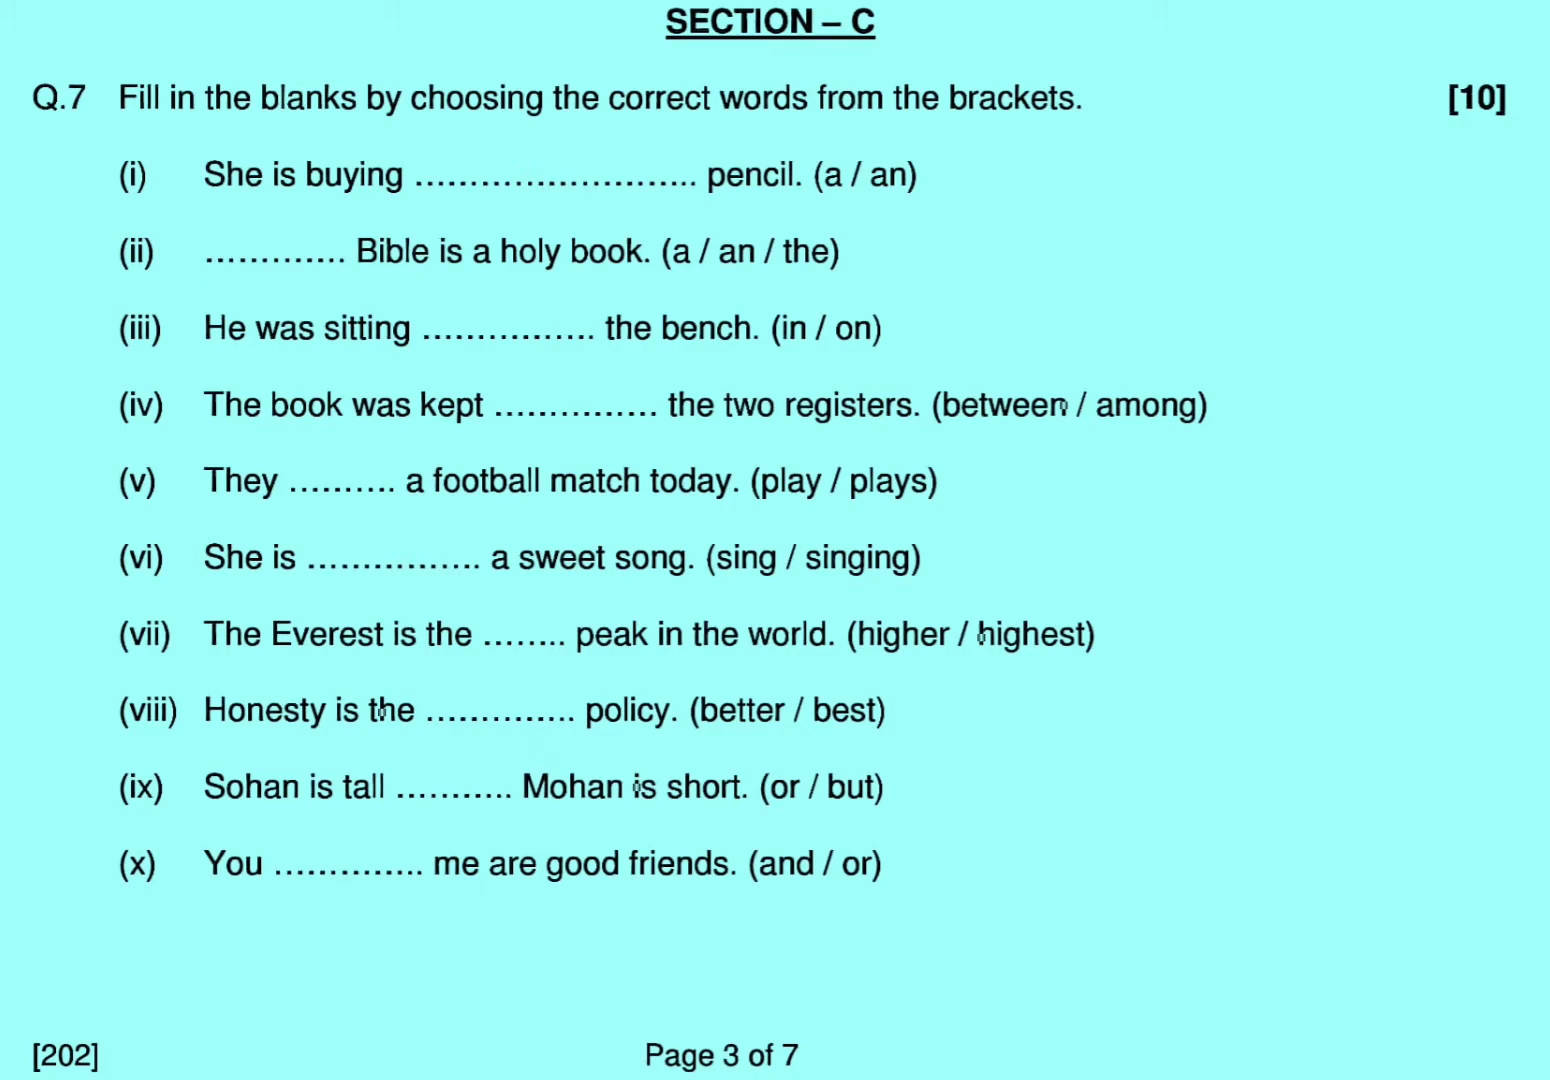 SECTION – C
Q.7 Fill in the blanks by choosing the correct words from the brackets. [10]
(i) She is buying ............................ pencil. (a / an)
(ii) ............. Bible is a holy book. (a / an / the)
(iii) He was sitting ................ the bench. (in / on)
(iv) The book was kept ............... the two registers. (between / among)
(v) They .......... a football match today. (play / plays)
(vi) She is ................ a sweet song. (sing / singing)
(vii) The Everest is the ........ peak in the world. (higher / highest)
(viii) Honesty is the .............. policy. (better / best)
(ix) Sohan is tall ........... Mohan is short. (or / but)
(x) You .............. me are good friends. (and / or)
[202] Page 3 of 7